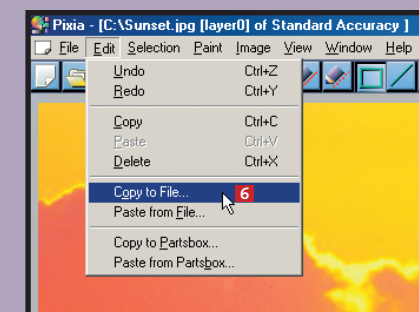 Pixia - [C:\Sunset.jpg [layer0] of Standard Accuracy ]
File Edit Selection Paint Image View Window Help
Undo Ctrl+Z
Redo Ctrl+Y
Copy Ctrl+C
Paste Ctrl+V
Delete Ctrl+X
Copy to File... 6
Paste from File...
Copy to Partsbox...
Paste from Partsbox...